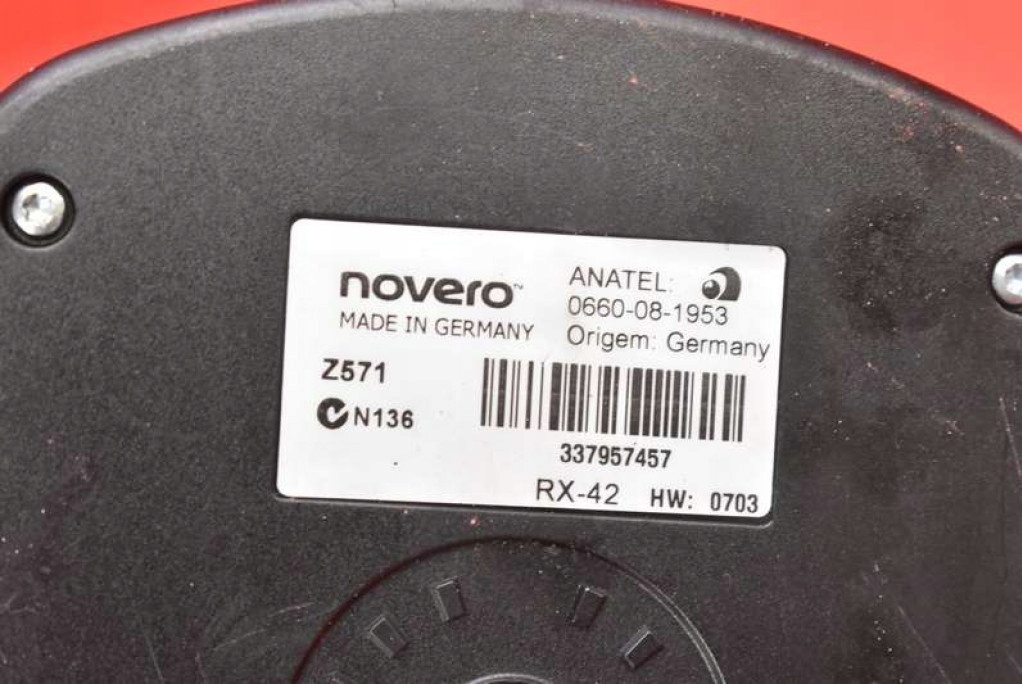 novero™
MADE IN GERMANY
ANATEL:
0660-08-1953
Origem: Germany
Z571
N136
337957457
RX-42 HW: 0703